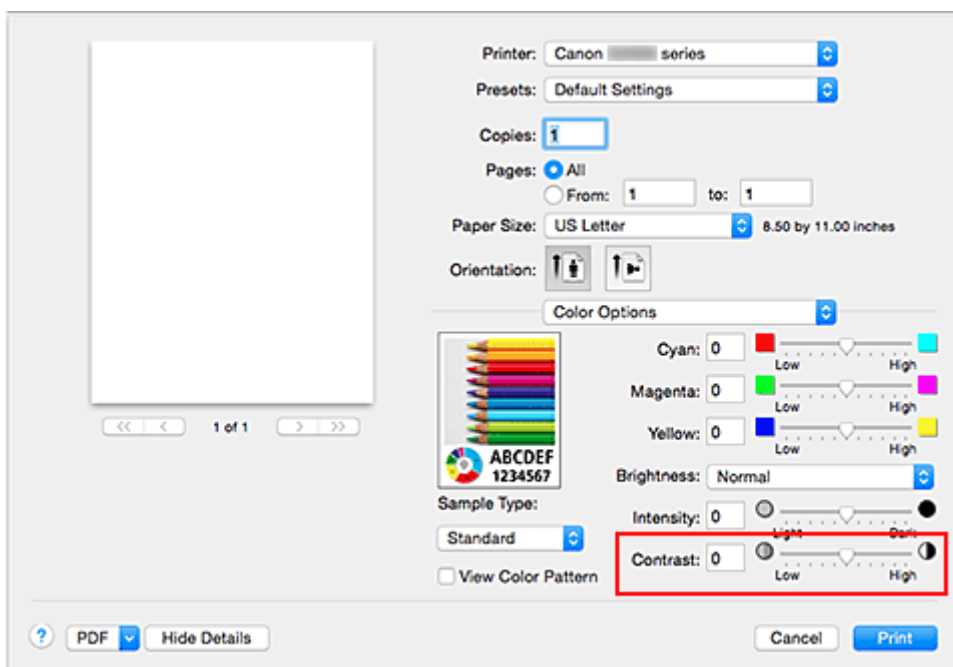 Printer: Canon series
Presets: Default Settings
Copies: 1
Pages: All
From: 1 to: 1
Paper Size: US Letter 8.50 by 11.00 inches
Orientation:
Color Options
Cyan: 0
Low High
Magenta: 0
Low High
Yellow: 0
Low High
Brightness: Normal
Intensity: 0
Light Dark
Contrast: 0
Low High
ABCDEF
1234567
Sample Type:
Standard
View Color Pattern
<< < 1 of 1 > >>
? PDF Hide Details Cancel Print